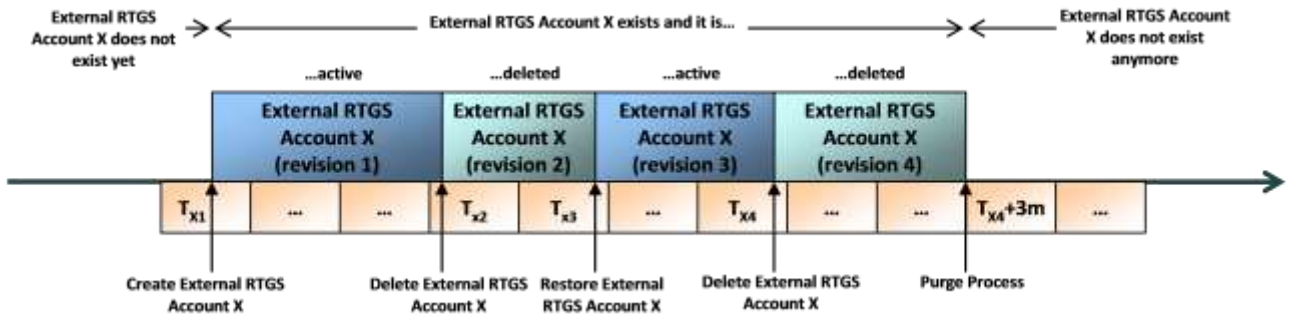 External RTGS
Account X does not
exist yet
External RTGS Account X exists and it is...
External RTGS Account
X does not exist
anymore
...active
...deleted
...active
...deleted
External RTGS
Account X
(revision 1)
External RTGS
Account X
(revision 2)
External RTGS
Account X
(revision 3)
External RTGS
Account X
(revision 4)
TX1
...
...
Tx2
Tx3
...
TX4
...
...
TX4+3m
...
Create External RTGS
Account X
Delete External RTGS
Account X
Restore External
RTGS Account X
Delete External RTGS
Account X
Purge Process